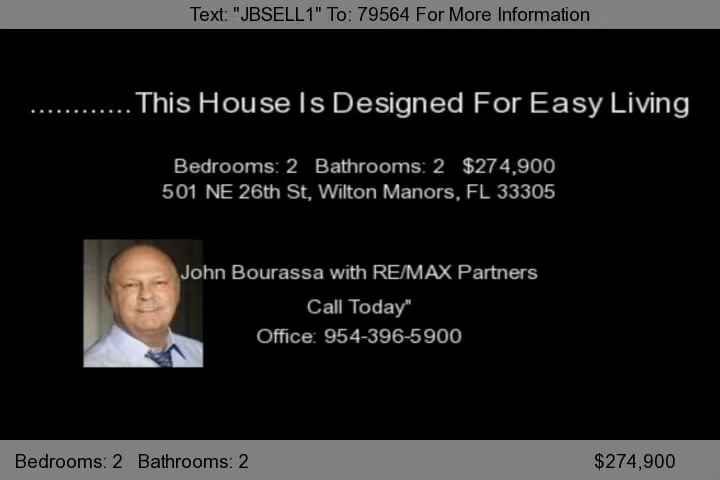 Text: "JBSELL1" To: 79564 For More Information
............This House Is Designed For Easy Living
Bedrooms: 2 Bathrooms: 2 $274,900
501 NE 26th St, Wilton Manors, FL 33305
John Bourassa with RE/MAX Partners
Call Today"
Office: 954-396-5900
Bedrooms: 2 Bathrooms: 2 $274,900